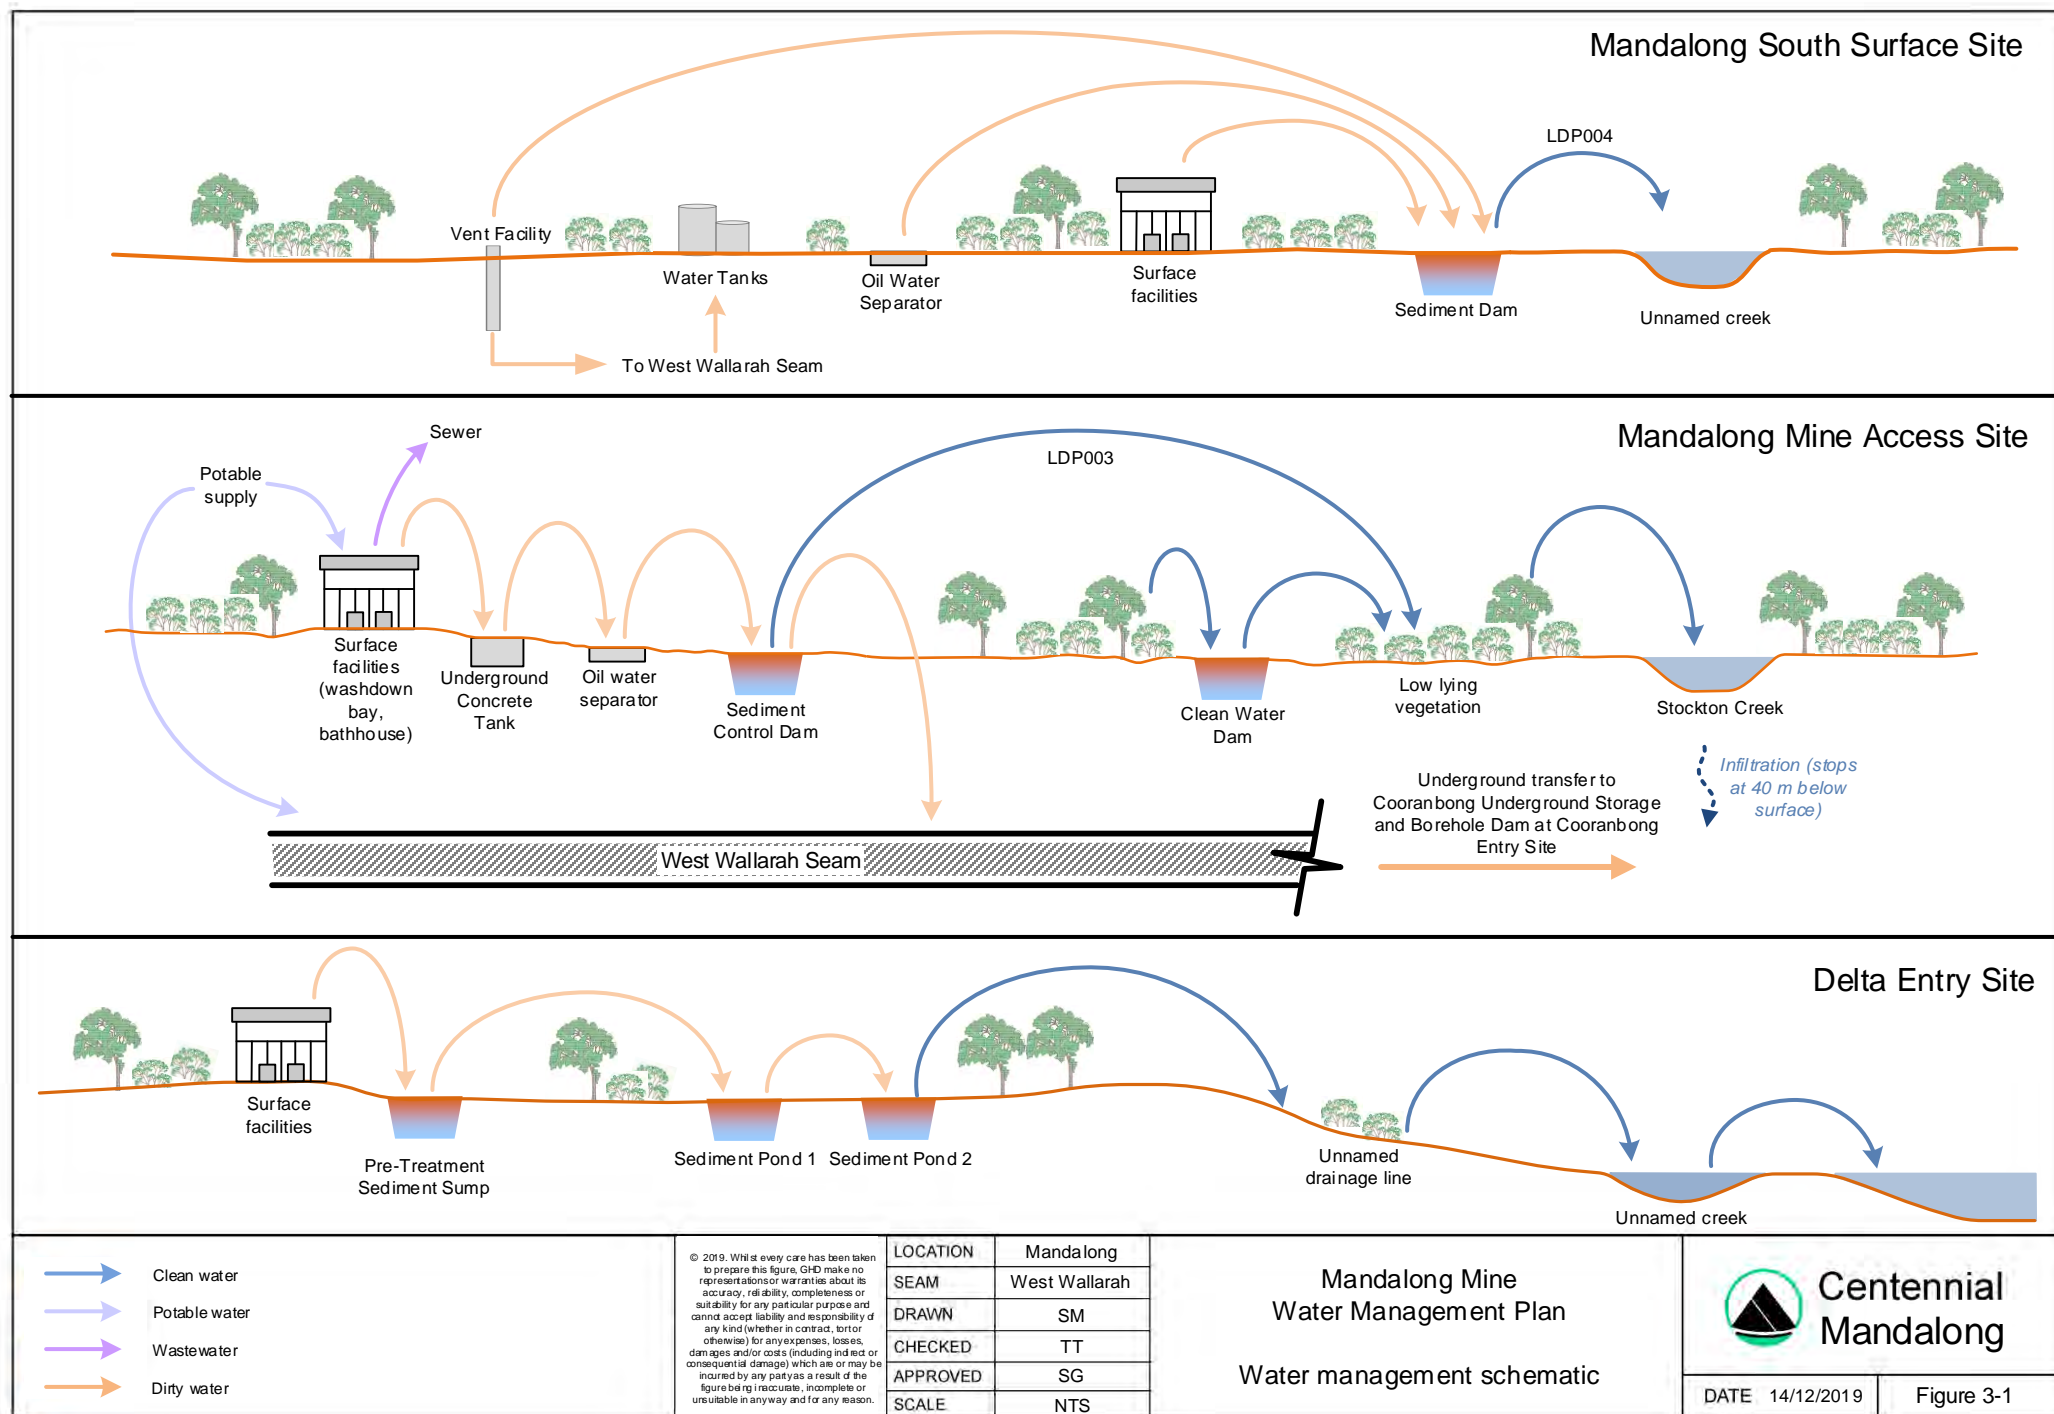 Mandalong South Surface Site
LDP004
Vent Facility
Water Tanks
Oil Water
Separator
Surface
facilities
Sediment Dam
Unnamed creek
To West Wallarah Seam
Mandalong Mine Access Site
Sewer
Potable
supply
LDP003
Surface
facilities
(washdown
bay,
bathhouse)
Underground
Concrete
Tank
Oil water
separator
Sediment
Control Dam
Clean Water
Dam
Low lying
vegetation
Stockton Creek
Infiltration (stops
at 40 m below
surface)
Underground transfer to
Cooranbong Underground Storage
and Borehole Dam at Cooranbong
Entry Site
West Wallarah Seam
Delta Entry Site
Surface
facilities
Pre-Treatment
Sediment Sump
Sediment Pond 1
Sediment Pond 2
Unnamed
drainage line
Unnamed creek
Clean water
Potable water
Wastewater
Dirty water
© 2019. Whilst every care has been taken
to prepare this figure, GHD make no
representations or warranties about its
accuracy, reliability, completeness or
suitability for any particular purpose and
cannot accept liability and responsibility of
any kind (whether in contract, tort or
otherwise) for any expenses, losses,
damages and/or costs (including indirect or
consequential damage) which are or may be
incurred by any party as a result of the
figure being inaccurate, incomplete or
unsuitable in any way and for any reason.
LOCATION Mandalong
SEAM West Wallarah
DRAWN SM
CHECKED TT
APPROVED SG
SCALE NTS
Mandalong Mine
Water Management Plan
Water management schematic
Centennial
Mandalong
DATE 14/12/2019
Figure 3-1